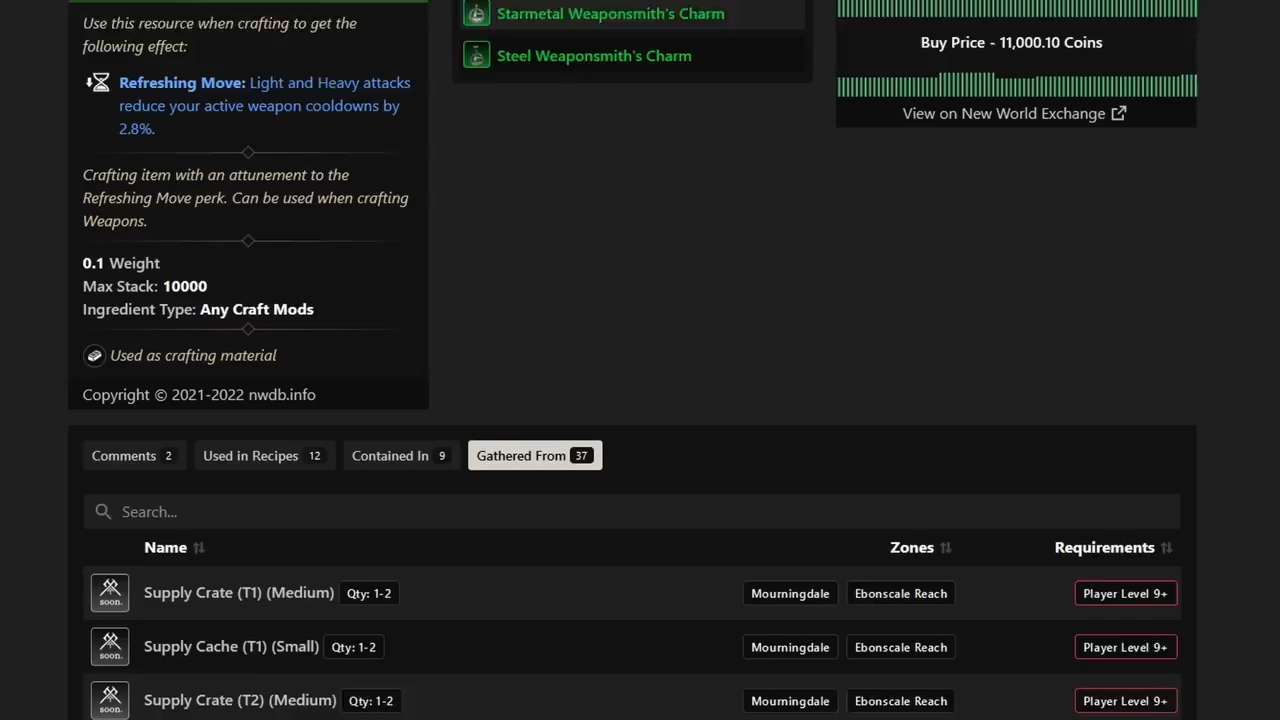 Use this resource when crafting to get the
following effect:
Refreshing Move: Light and Heavy attacks
reduce your active weapon cooldowns by
2.8%.
Crafting item with an attunement to the
Refreshing Move perk. Can be used when crafting
Weapons.
0.1 Weight
Max Stack: 10000
Ingredient Type: Any Craft Mods
Used as crafting material
Copyright © 2021-2022 nwdb.info
Starmetal Weaponsmith's Charm
Steel Weaponsmith's Charm
Buy Price - 11,000.10 Coins
View on New World Exchange
Comments 2 Used in Recipes 12 Contained In 9 Gathered From 37
Search...
Name Zones Requirements
soon. Supply Crate (T1) (Medium) Qty: 1-2 Mourningdale Ebonscale Reach Player Level 9+
soon. Supply Cache (T1) (Small) Qty: 1-2 Mourningdale Ebonscale Reach Player Level 9+
soon. Supply Crate (T2) (Medium) Qty: 1-2 Mourningdale Ebonscale Reach Player Level 9+